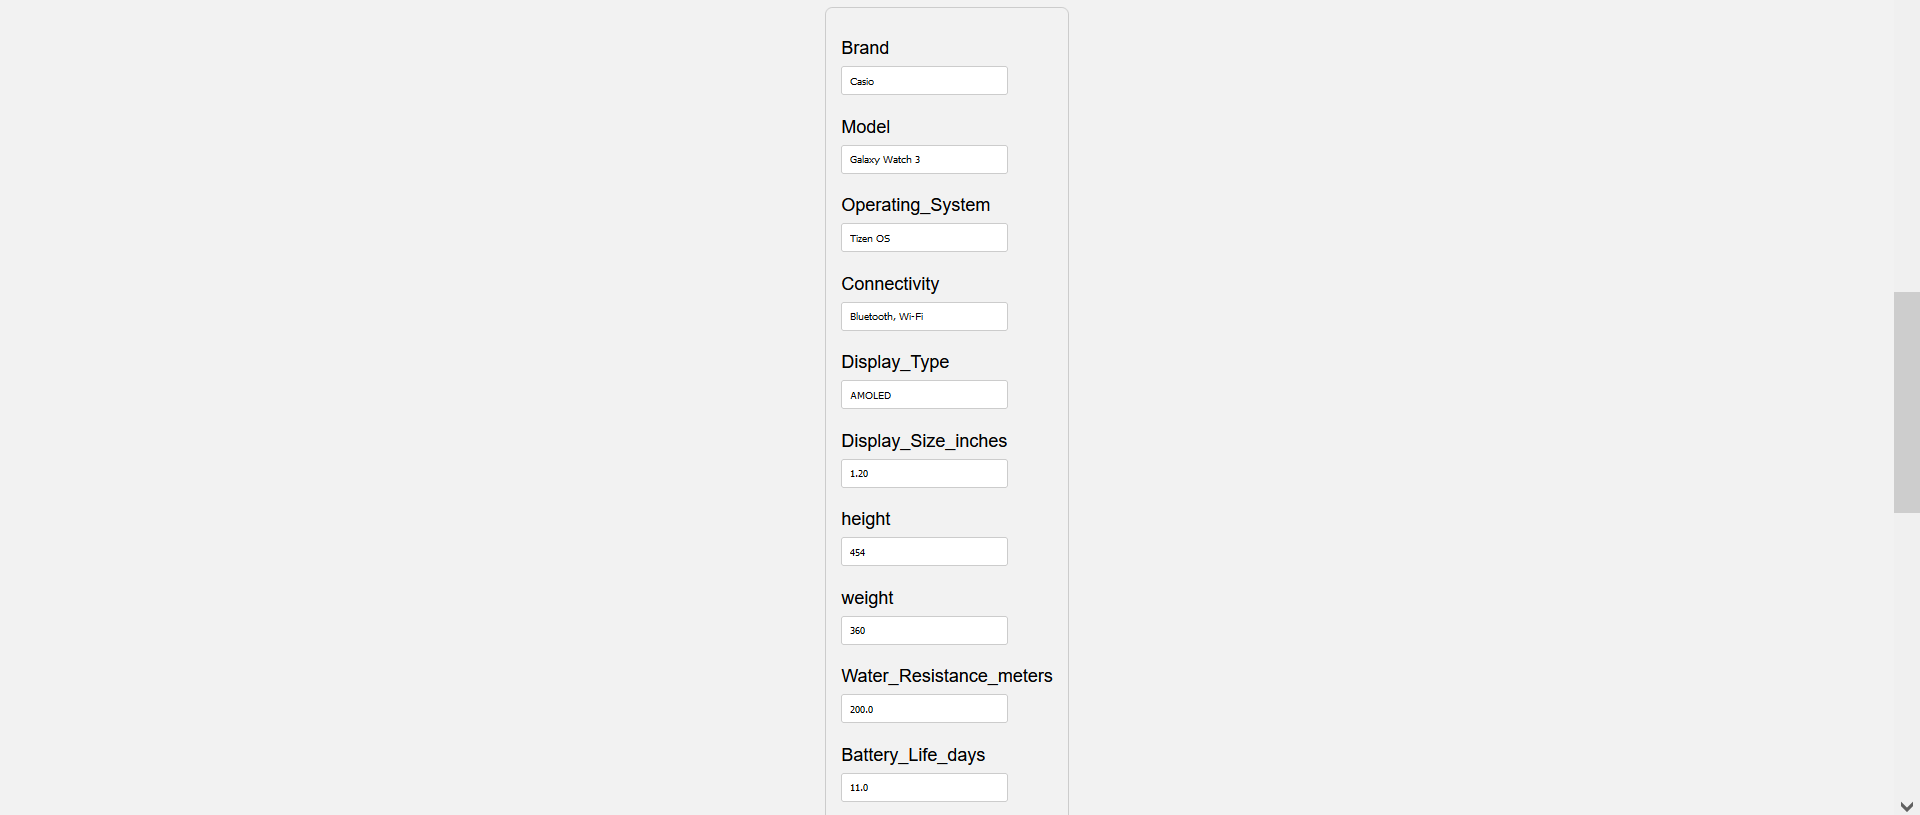 Brand
Casio
Model
Galaxy Watch 3
Operating_System
Tizen OS
Connectivity
Bluetooth, Wi-Fi
Display_Type
AMOLED
Display_Size_inches
1.20
height
454
weight
360
Water_Resistance_meters
200.0
Battery_Life_days
11.0